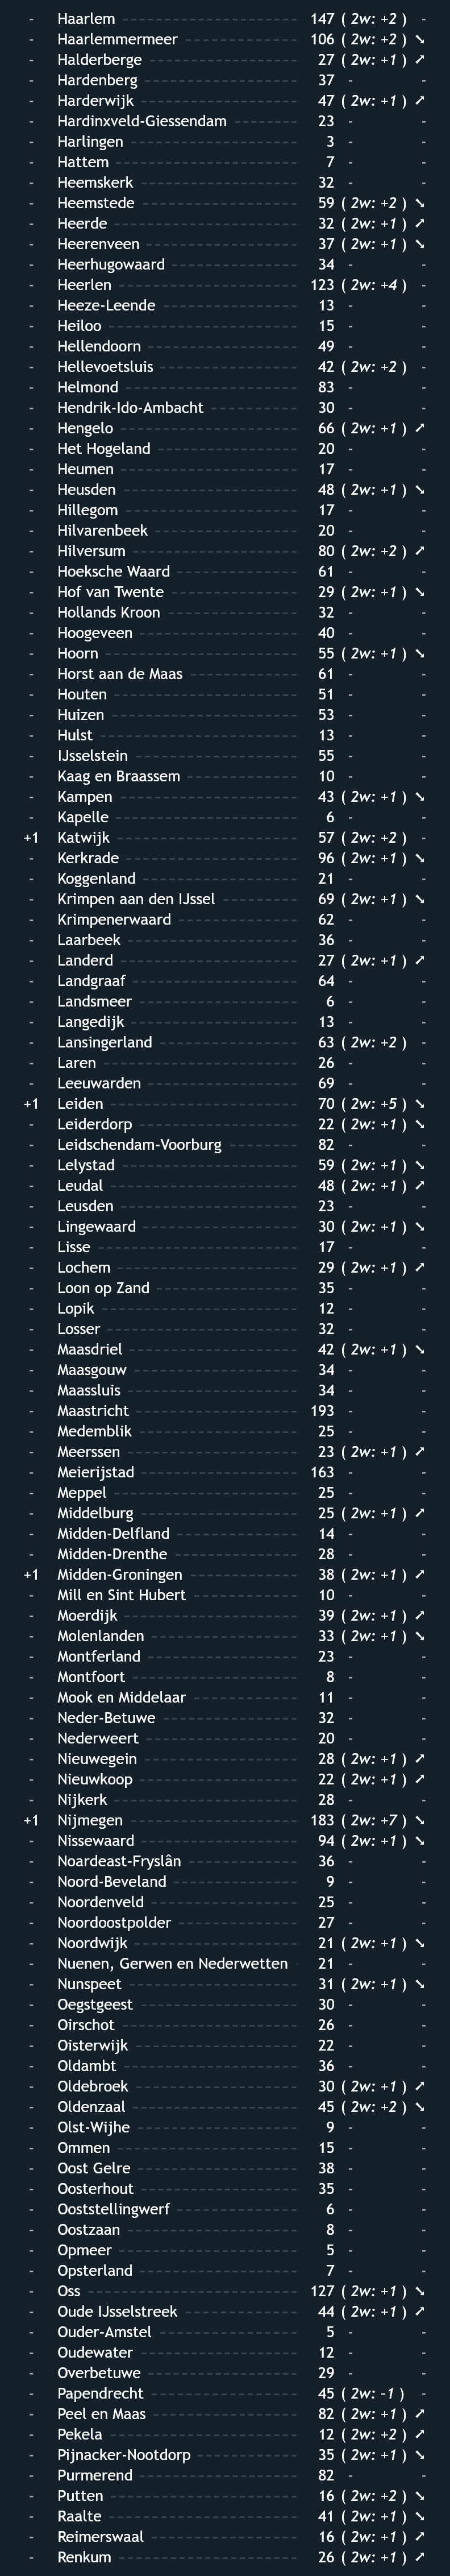 - Haarlem 147 ( 2w: +2 ) -
- Haarlemmermeer 106 ( 2w: +2 ) ➘
- Halderberge 27 ( 2w: +1 ) ➚
- Hardenberg 37 - -
- Harderwijk 47 ( 2w: +1 ) ➚
- Hardinxveld-Giessendam 23 - -
- Harlingen 3 - -
- Hattem 7 - -
- Heemskerk 32 - -
- Heemstede 59 ( 2w: +2 ) ➘
- Heerde 32 ( 2w: +1 ) ➚
- Heerenveen 37 ( 2w: +1 ) ➘
- Heerhugowaard 34 - -
- Heerlen 123 ( 2w: +4 ) -
- Heeze-Leende 13 - -
- Heiloo 15 - -
- Hellendoorn 49 - -
- Hellevoetsluis 42 ( 2w: +2 ) -
- Helmond 83 - -
- Hendrik-Ido-Ambacht 30 - -
- Hengelo 66 ( 2w: +1 ) ➚
- Het Hogeland 20 - -
- Heumen 17 - -
- Heusden 48 ( 2w: +1 ) ➘
- Hillegom 17 - -
- Hilvarenbeek 20 - -
- Hilversum 80 ( 2w: +2 ) ➚
- Hoeksche Waard 61 - -
- Hof van Twente 29 ( 2w: +1 ) ➘
- Hollands Kroon 32 - -
- Hoogeveen 40 - -
- Hoorn 55 ( 2w: +1 ) ➘
- Horst aan de Maas 61 - -
- Houten 51 - -
- Huizen 53 - -
- Hulst 13 - -
- IJsselstein 55 - -
- Kaag en Braassem 10 - -
- Kampen 43 ( 2w: +1 ) ➘
- Kapelle 6 - -
+1 Katwijk 57 ( 2w: +2 ) -
- Kerkrade 96 ( 2w: +1 ) ➘
- Koggenland 21 - -
- Krimpen aan den IJssel 69 ( 2w: +1 ) ➘
- Krimpenerwaard 62 - -
- Laarbeek 36 - -
- Landerd 27 ( 2w: +1 ) ➚
- Landgraaf 64 - -
- Landsmeer 6 - -
- Langedijk 13 - -
- Lansingerland 63 ( 2w: +2 ) -
- Laren 26 - -
- Leeuwarden 69 - -
+1 Leiden 70 ( 2w: +5 ) ➘
- Leiderdorp 22 ( 2w: +1 ) ➘
- Leidschendam-Voorburg 82 - -
- Lelystad 59 ( 2w: +1 ) ➘
- Leudal 48 ( 2w: +1 ) ➚
- Leusden 23 - -
- Lingewaard 30 ( 2w: +1 ) ➘
- Lisse 17 - -
- Lochem 29 ( 2w: +1 ) ➚
- Loon op Zand 35 - -
- Lopik 12 - -
- Losser 32 - -
- Maasdriel 42 ( 2w: +1 ) ➘
- Maasgouw 34 - -
- Maassluis 34 - -
- Maastricht 193 - -
- Medemblik 25 - -
- Meerssen 23 ( 2w: +1 ) ➚
- Meierijstad 163 - -
- Meppel 25 - -
- Middelburg 25 ( 2w: +1 ) ➚
- Midden-Delfland 14 - -
- Midden-Drenthe 28 - -
+1 Midden-Groningen 38 ( 2w: +1 ) ➚
- Mill en Sint Hubert 10 - -
- Moerdijk 39 ( 2w: +1 ) ➚
- Molenlanden 33 ( 2w: +1 ) ➘
- Montferland 23 - -
- Montfoort 8 - -
- Mook en Middelaar 11 - -
- Neder-Betuwe 32 - -
- Nederweert 20 - -
- Nieuwegein 28 ( 2w: +1 ) ➚
- Nieuwkoop 22 ( 2w: +1 ) ➚
- Nijkerk 28 - -
+1 Nijmegen 183 ( 2w: +7 ) ➘
- Nissewaard 94 ( 2w: +1 ) ➘
- Noardeast-Fryslân 36 - -
- Noord-Beveland 9 - -
- Noordenveld 25 - -
- Noordoostpolder 27 - -
- Noordwijk 21 ( 2w: +1 ) ➘
- Nuenen, Gerwen en Nederwetten 21 - -
- Nunspeet 31 ( 2w: +1 ) ➘
- Oegstgeest 30 - -
- Oirschot 26 - -
- Oisterwijk 22 - -
- Oldambt 36 - -
- Oldebroek 30 ( 2w: +1 ) ➚
- Oldenzaal 45 ( 2w: +2 ) ➘
- Olst-Wijhe 9 - -
- Ommen 15 - -
- Oost Gelre 38 - -
- Oosterhout 35 - -
- Ooststellingwerf 6 - -
- Oostzaan 8 - -
- Opmeer 5 - -
- Opsterland 7 - -
- Oss 127 ( 2w: +1 ) ➘
- Oude IJsselstreek 44 ( 2w: +1 ) ➚
- Ouder-Amstel 5 - -
- Oudewater 12 - -
- Overbetuwe 29 - -
- Papendrecht 45 ( 2w: -1 ) -
- Peel en Maas 82 ( 2w: +1 ) ➚
- Pekela 12 ( 2w: +2 ) ➚
- Pijnacker-Nootdorp 35 ( 2w: +1 ) ➘
- Purmerend 82 - -
- Putten 16 ( 2w: +2 ) ➘
- Raalte 41 ( 2w: +1 ) ➘
- Reimerswaal 16 ( 2w: +1 ) ➚
- Renkum 26 ( 2w: +1 ) ➚